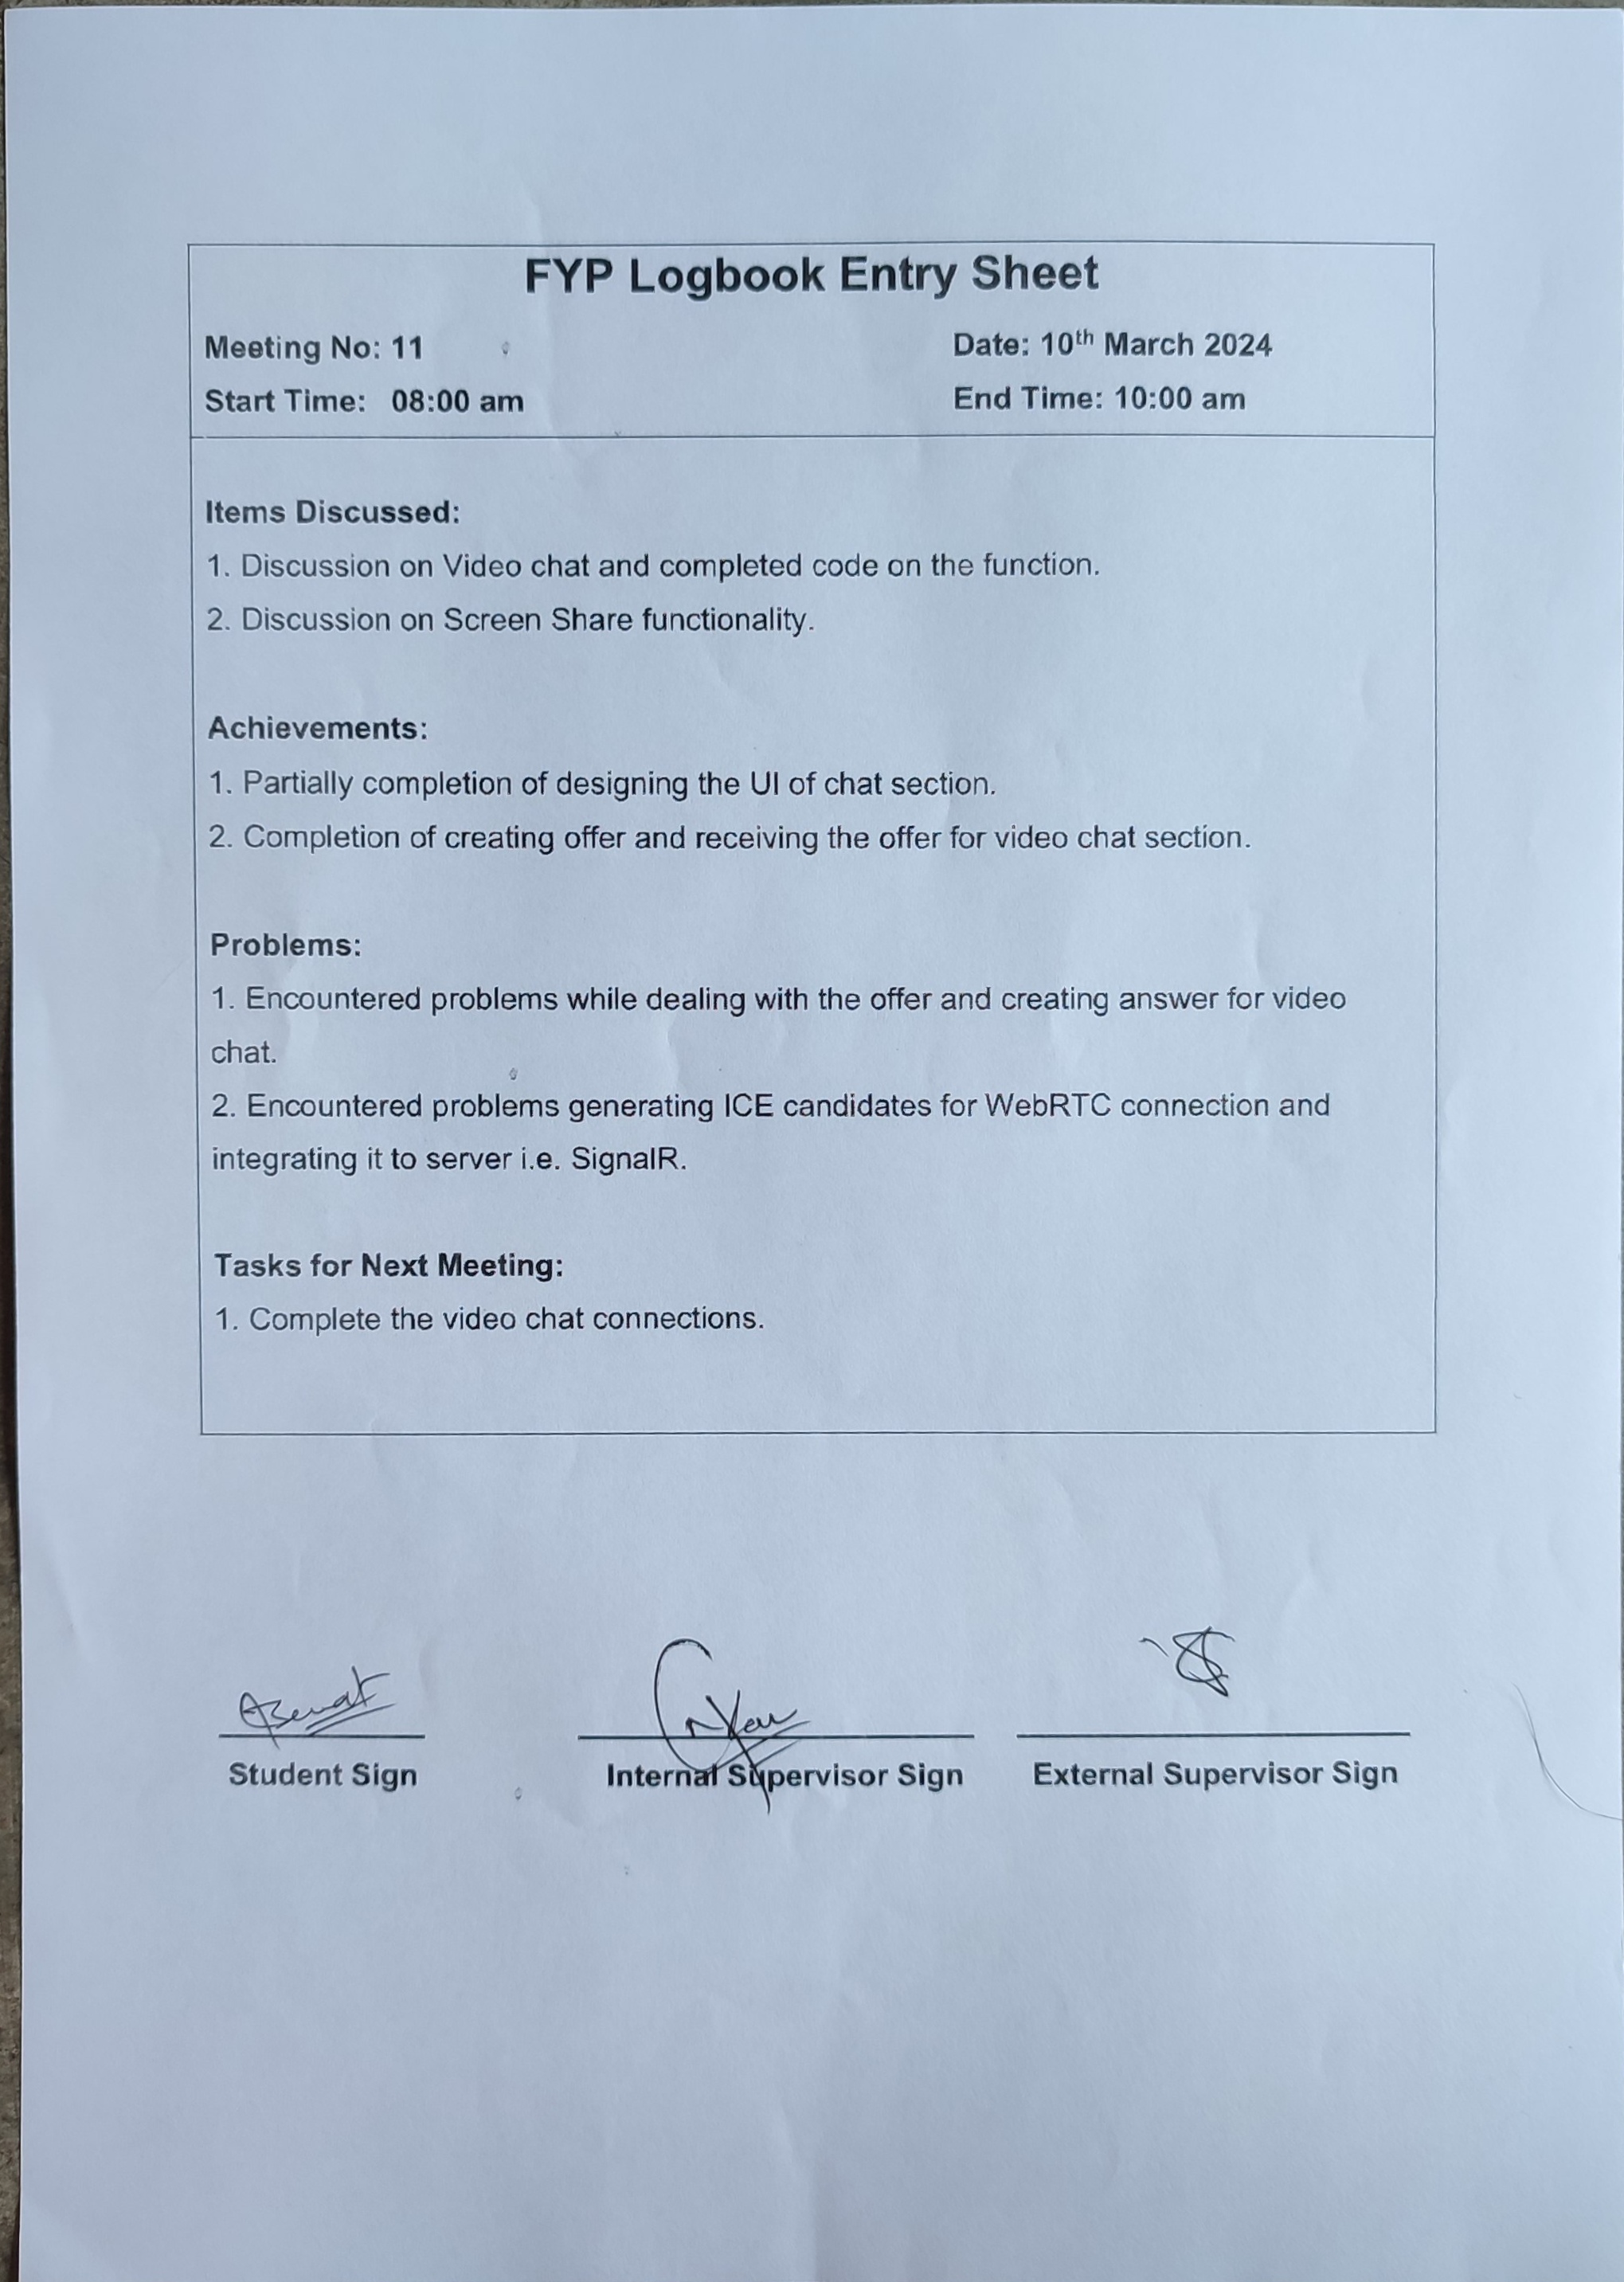 FYP Logbook Entry Sheet
Meeting No: 11
Date: 10th March 2024
Start Time: 08:00 am
End Time: 10:00 am
Items Discussed:
1. Discussion on Video chat and completed code on the function.
2. Discussion on Screen Share functionality.
Achievements:
1. Partially completion of designing the UI of chat section.
2. Completion of creating offer and receiving the offer for video chat section.
Problems:
1. Encountered problems while dealing with the offer and creating answer for video
chat.
2. Encountered problems generating ICE candidates for WebRTC connection and
integrating it to server i.e. SignalR.
Tasks for Next Meeting:
1. Complete the video chat connections.
Student Sign
Internal Supervisor Sign
External Supervisor Sign